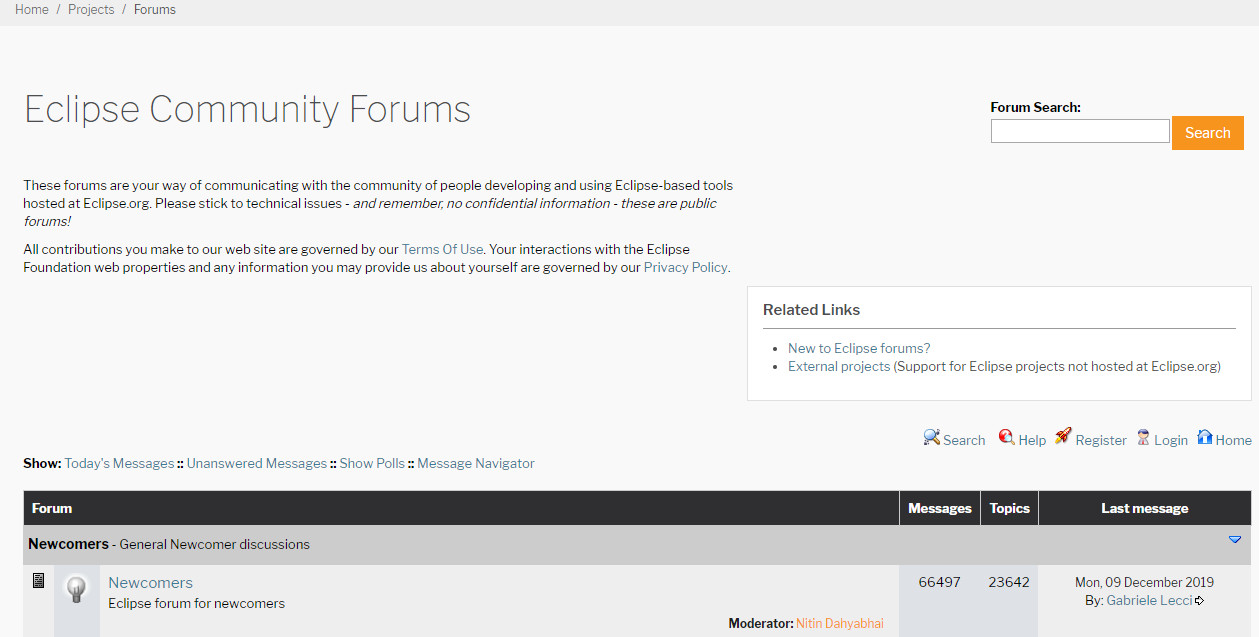 Home / Projects / Forums
Eclipse Community Forums
Forum Search:
Search
These forums are your way of communicating with the community of people developing and using Eclipse-based tools
hosted at Eclipse.org. Please stick to technical issues - and remember, no confidential information - these are public
forums!
All contributions you make to our web site are governed by our Terms Of Use. Your interactions with the Eclipse
Foundation web properties and any information you may provide us about yourself are governed by our Privacy Policy.
Related Links
• New to Eclipse forums?
• External projects (Support for Eclipse projects not hosted at Eclipse.org)
Search Help Register Login Home
Show: Today's Messages :: Unanswered Messages :: Show Polls :: Message Navigator
Forum Messages Topics Last message
Newcomers - General Newcomer discussions
Newcomers 66497 23642 Mon, 09 December 2019
Eclipse forum for newcomers By: Gabriele Lecci
Moderator: Nitin Dahyabhai